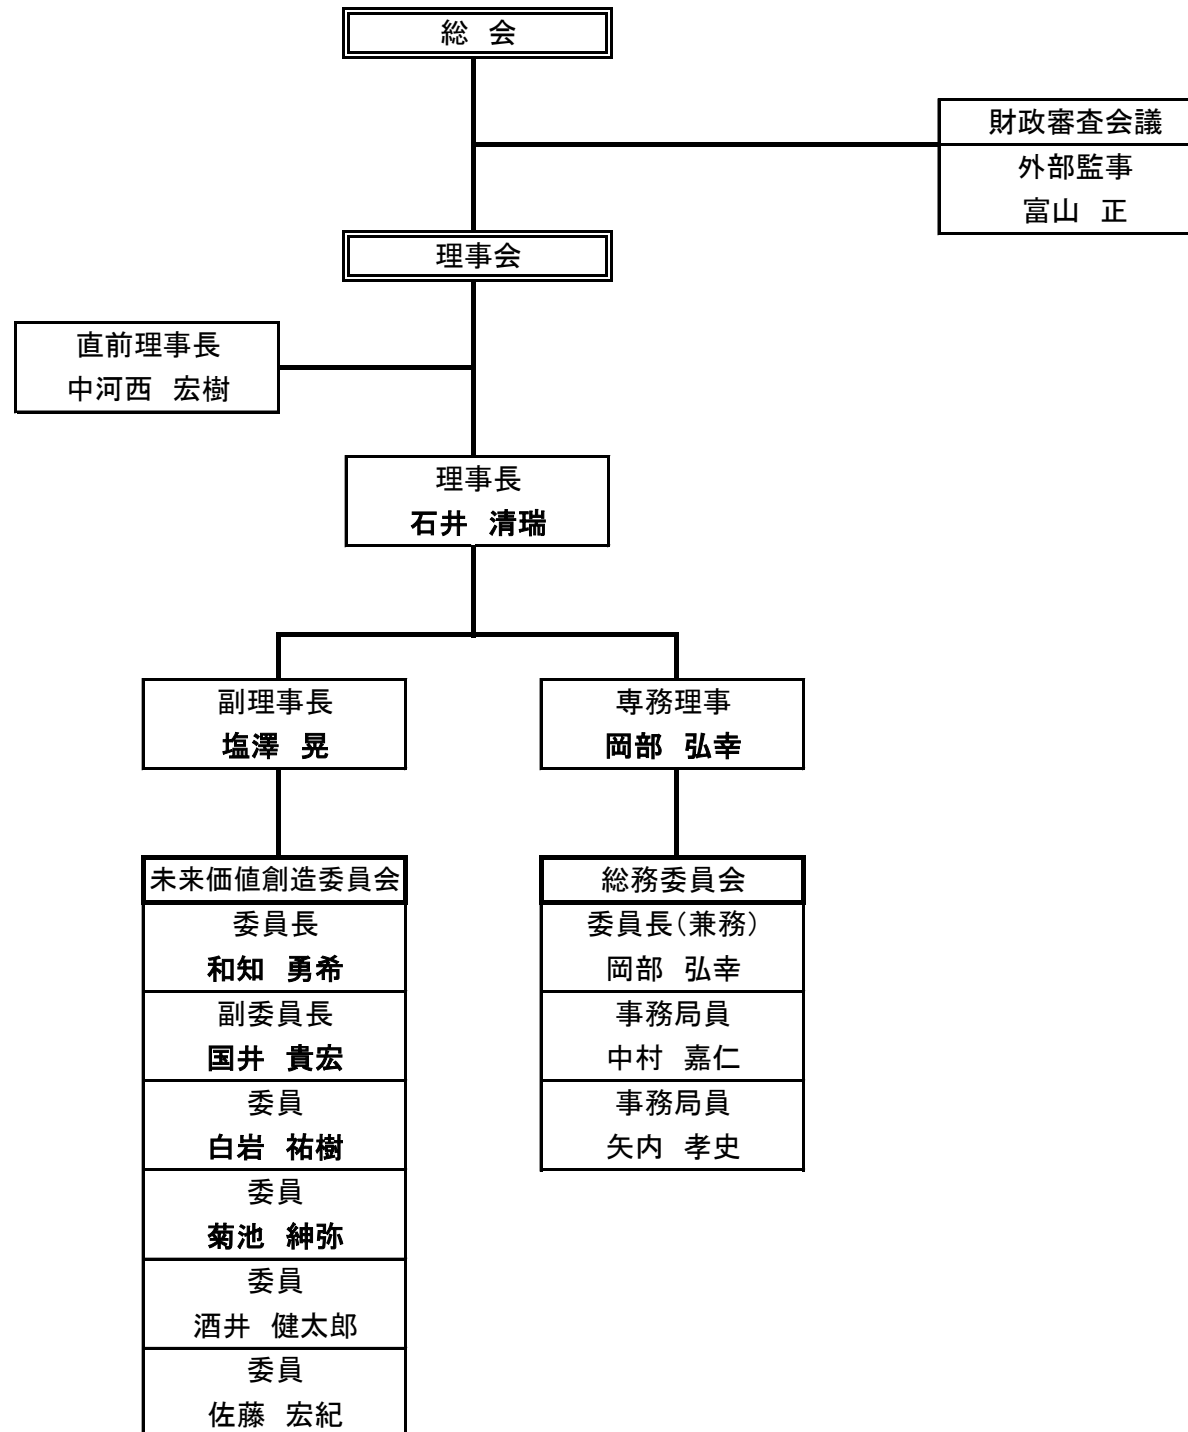 総　会
財政審査会議
外部監事
富山　正
理事会
直前理事長
中河西　宏樹
理事長
石井　清瑞
副理事長
塩澤　晃
専務理事
岡部　弘幸
未来価値創造委員会
委員長
和知　勇希
副委員長
国井　貴宏
委員
白岩　祐樹
委員
菊池　紳弥
委員
酒井　健太郎
委員
佐藤　宏紀
総務委員会
委員長（兼務）
岡部　弘幸
事務局員
中村　嘉仁
事務局員
矢内　孝史